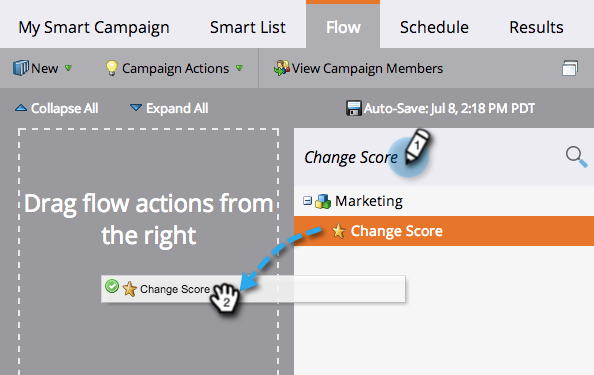 My Smart Campaign Smart List Flow Schedule Results
New Campaign Actions View Campaign Members
Collapse All Expand All Auto-Save: Jul 8, 2:18 PM PDT
Change Score 1
Marketing
Drag flow actions from
the right
Change Score
Change Score 2